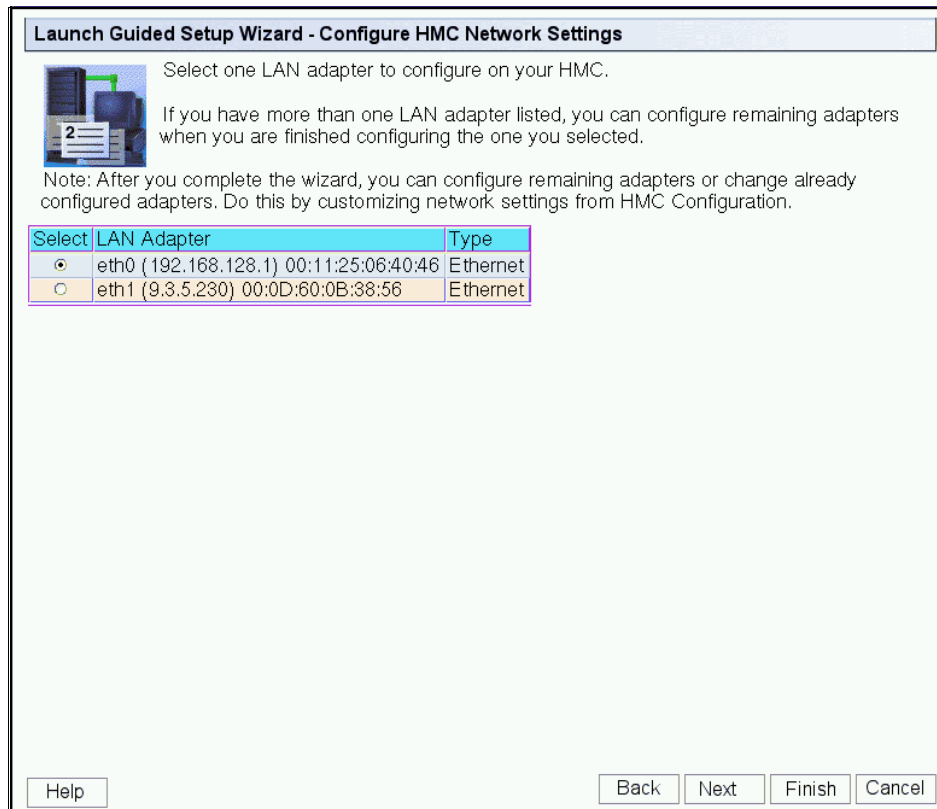 Launch Guided Setup Wizard - Configure HMC Network Settings
Select one LAN adapter to configure on your HMC.
If you have more than one LAN adapter listed, you can configure remaining adapters
when you are finished configuring the one you selected.
2
Note: After you complete the wizard, you can configure remaining adapters or change already
configured adapters. Do this by customizing network settings from HMC Configuration.
Select LAN Adapter Type
eth0 (192.168.128.1) 00:11:25:06:40:46 Ethernet
eth1 (9.3.5.230) 00:0D:60:0B:38:56 Ethernet
Help Back Next Finish Cancel